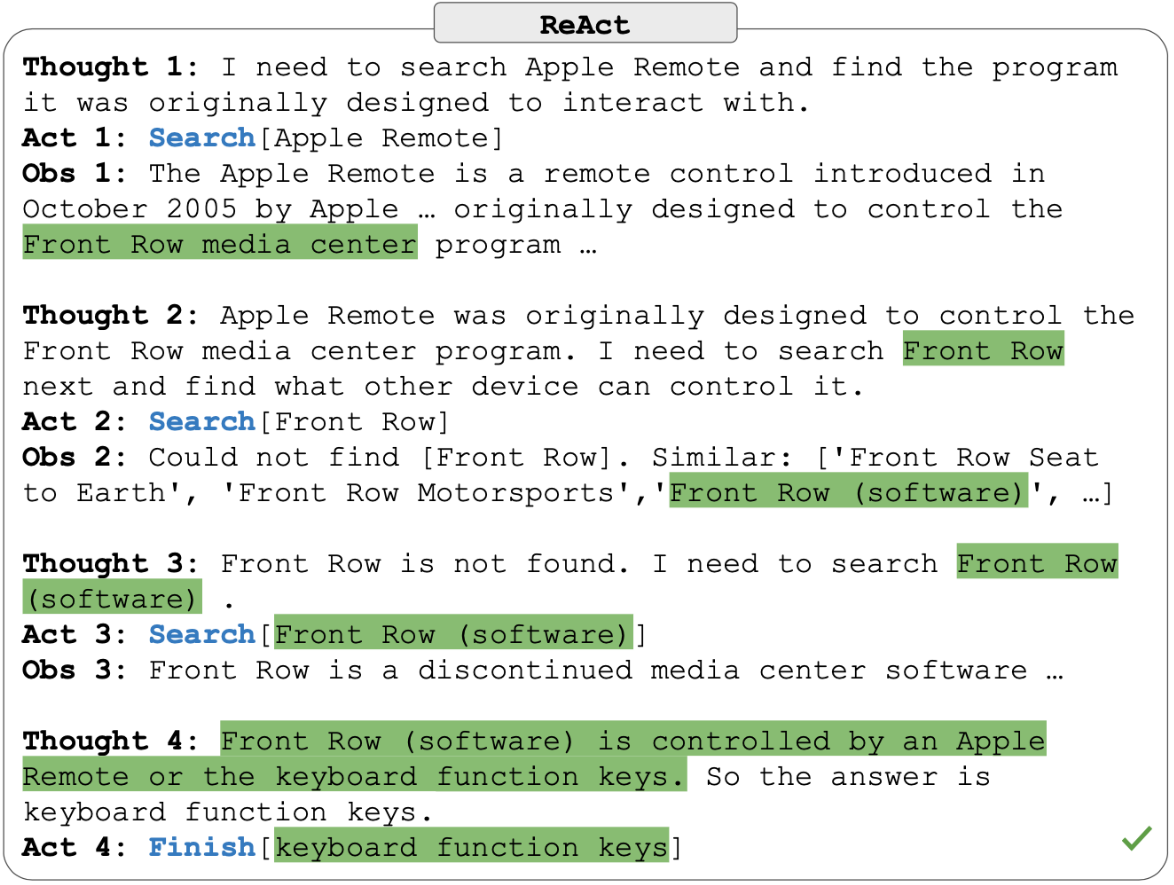 ReAct
Thought 1: I need to search Apple Remote and find the program
it was originally designed to interact with.
Act 1: Search[Apple Remote]
Obs 1: The Apple Remote is a remote control introduced in
October 2005 by Apple … originally designed to control the
Front Row media center program …
Thought 2: Apple Remote was originally designed to control the
Front Row media center program. I need to search Front Row
next and find what other device can control it.
Act 2: Search[Front Row]
Obs 2: Could not find [Front Row]. Similar: ['Front Row Seat
to Earth', 'Front Row Motorsports','Front Row (software)', …]
Thought 3: Front Row is not found. I need to search Front Row
(software) .
Act 3: Search[Front Row (software)]
Obs 3: Front Row is a discontinued media center software …
Thought 4: Front Row (software) is controlled by an Apple
Remote or the keyboard function keys. So the answer is
keyboard function keys.
Act 4: Finish[keyboard function keys]